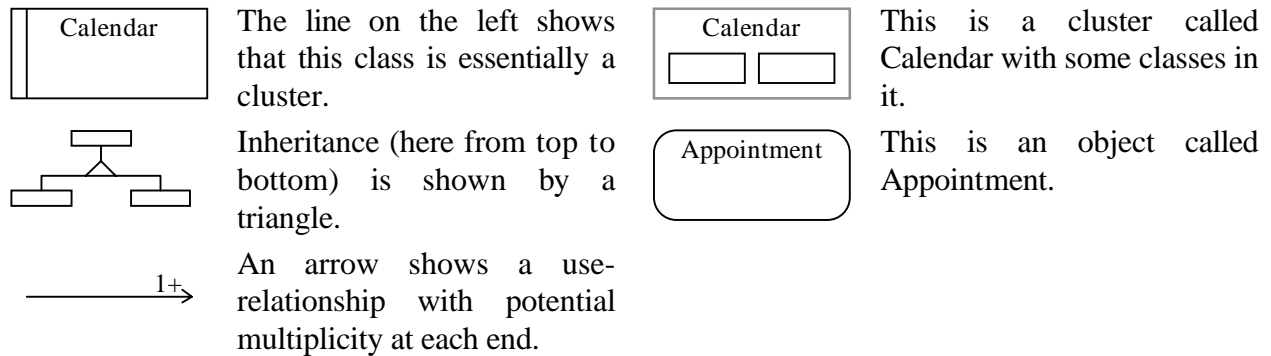 Calendar
The line on the left shows
that this class is essentially a
cluster.
Calendar
This is a cluster called
Calendar with some classes in
it.
Inheritance (here from top to
bottom) is shown by a
triangle.
Appointment
This is an object called
Appointment.
1+
An arrow shows a use-
relationship with potential
multiplicity at each end.